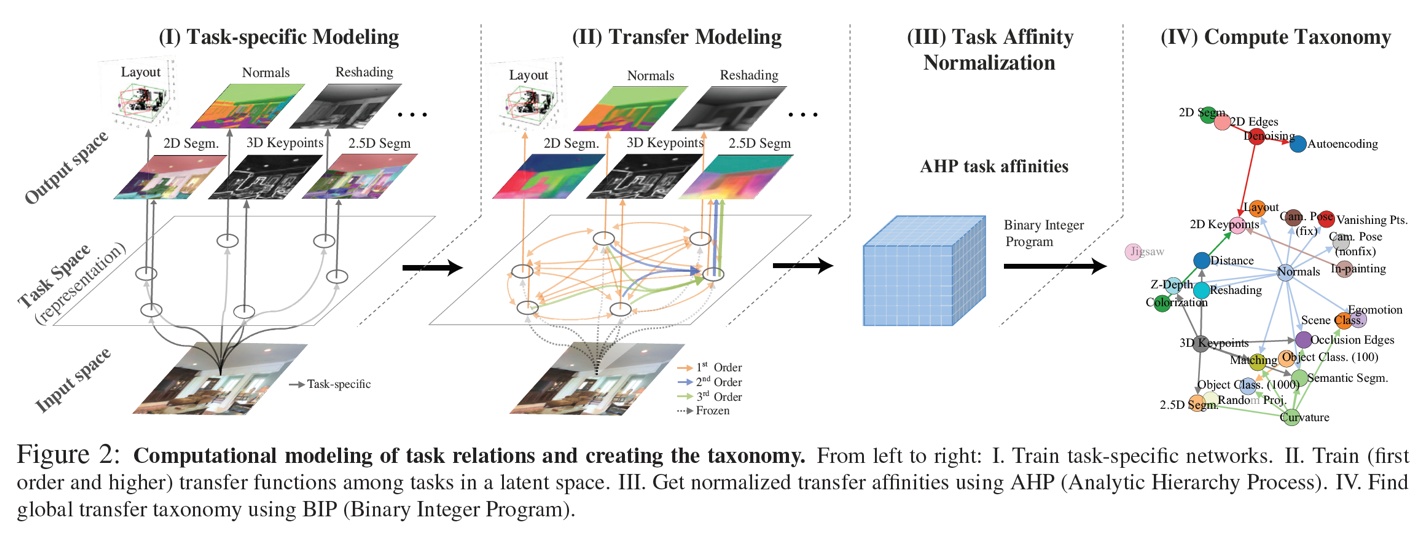 (I) Task-specific Modeling
Layout
Normals
Reshading
...
2D Segm.
3D Keypoints
2.5D Segm
Output space
Task Space
(representation)
Input space
Task-specific
(II) Transfer Modeling
Layout
Normals
Reshading
...
2D Segm.
3D Keypoints
2.5D Segm
1st Order
2nd Order
3rd Order
Frozen
(III) Task Affinity
Normalization
AHP task affinities
Binary Integer
Program
(IV) Compute Taxonomy
2D Segm.
2D Edges
Denoising
Autoencoding
Layout
2D Keypoints
Cam. Pose
(fix)
Vanishing Pts.
Cam. Pose
(nonfix)
Jigsaw
Distance
Normals
In-painting
Z-Depth
Reshading
Colorization
Egomotion
Scene Class.
3D Keypoints
Occlusion Edges
Matching
Object Class. (100)
Semantic Segm.
Object Class. (1000)
2.5D Segm.
Random Proj.
Curvature
Figure 2: Computational modeling of task relations and creating the taxonomy. From left to right: I. Train task-specific networks. II. Train (first
order and higher) transfer functions among tasks in a latent space. III. Get normalized transfer affinities using AHP (Analytic Hierarchy Process). IV. Find
global transfer taxonomy using BIP (Binary Integer Program).